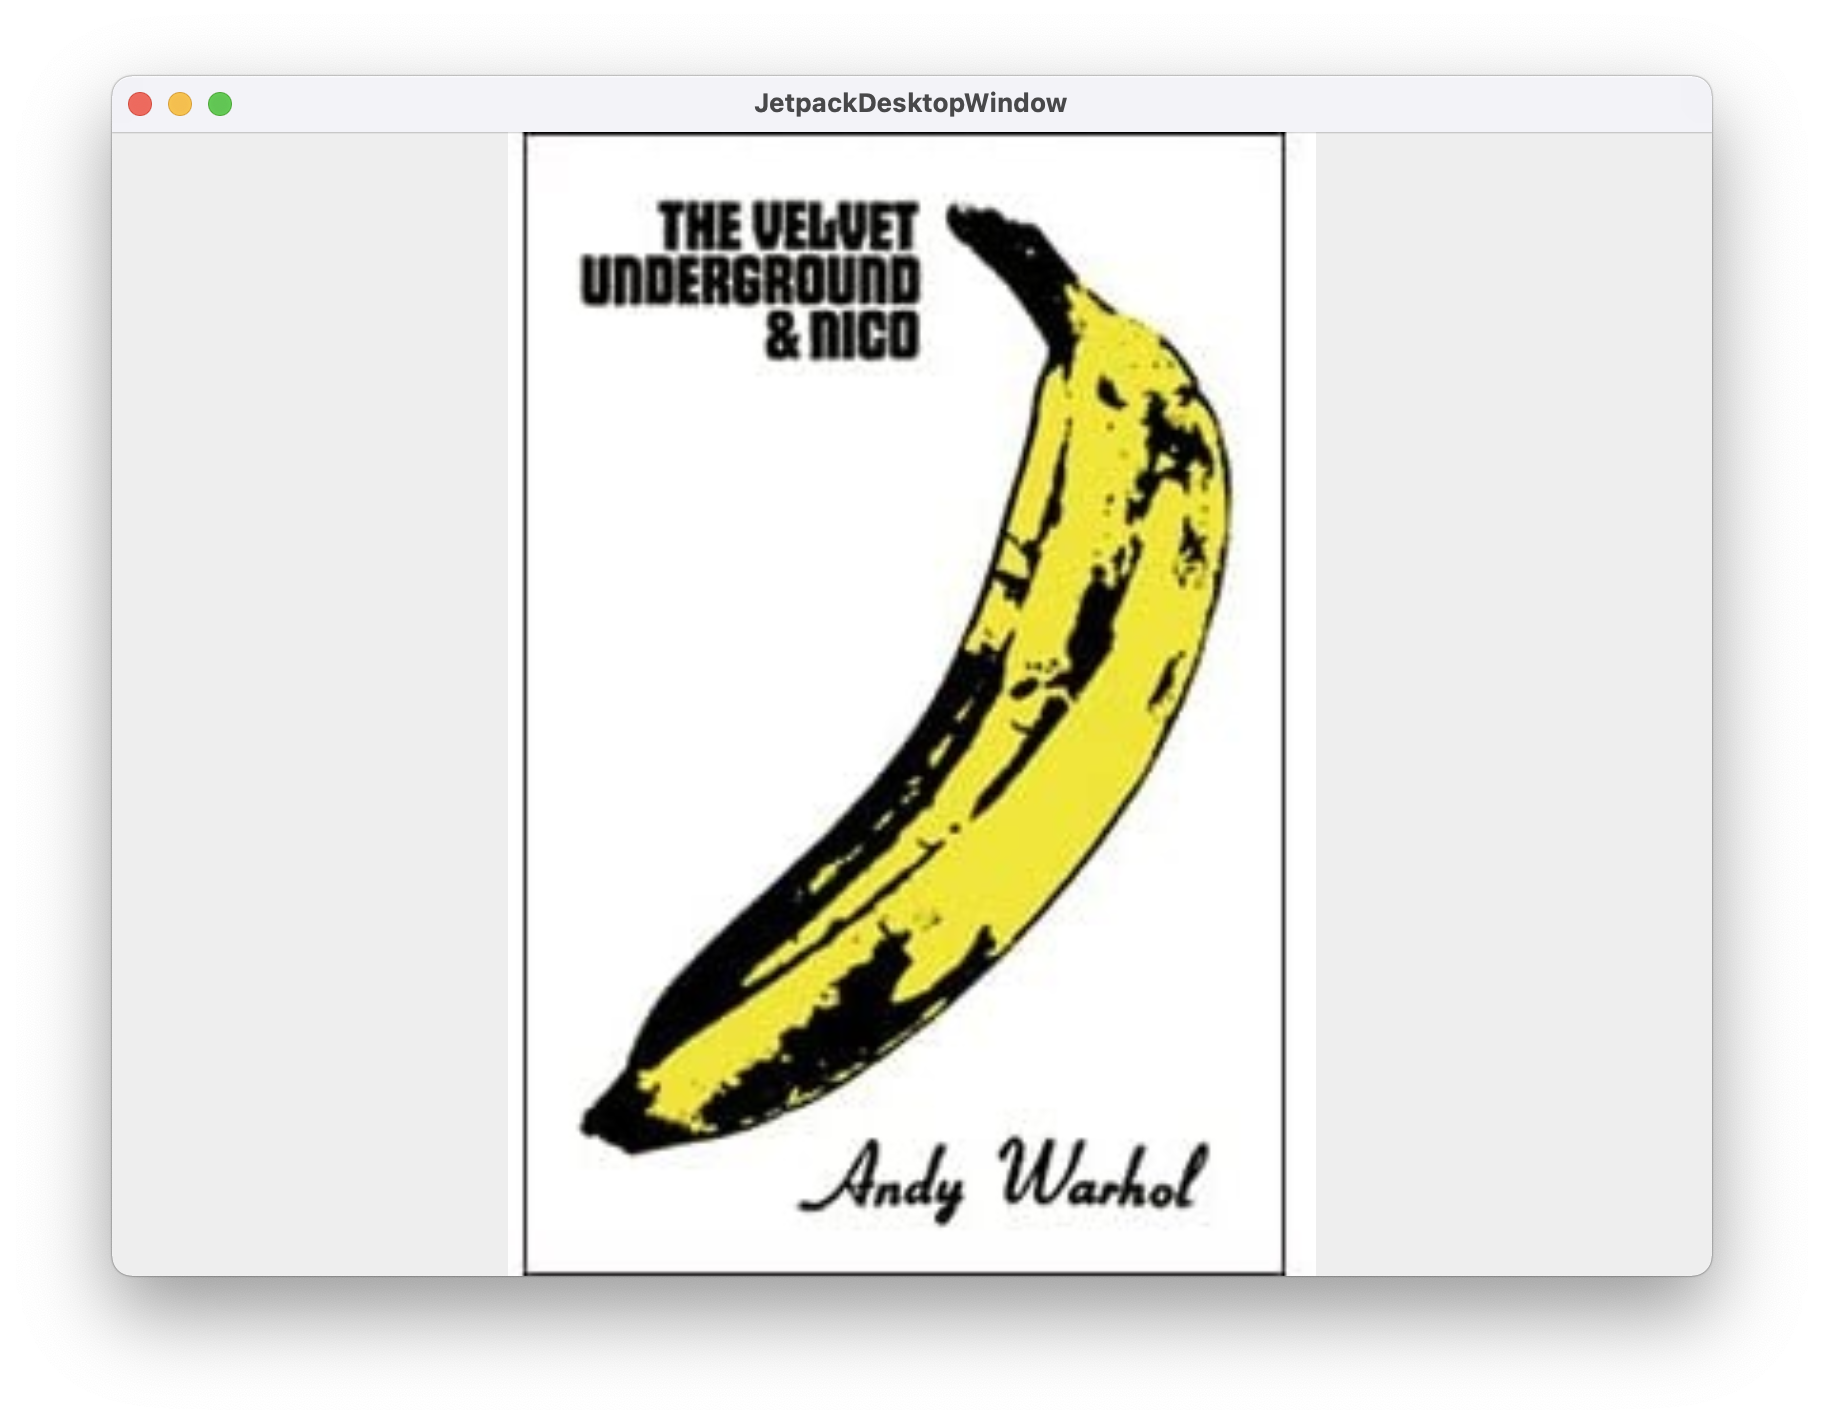 JetpackDesktopWindow
THE VELVET
UNDERGROUND
& NICO
Andy Warhol